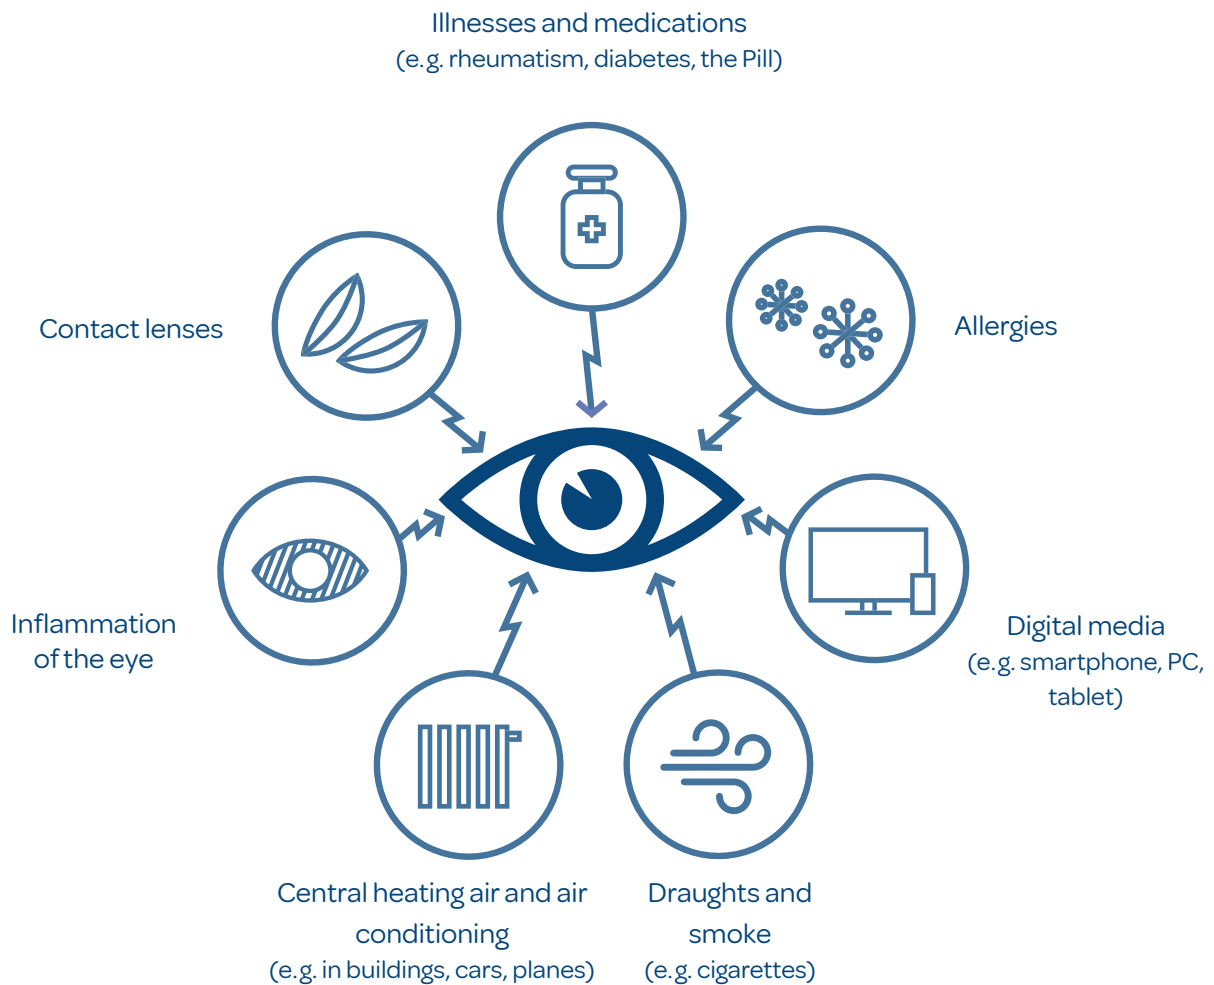 Illnesses and medications
(e.g. rheumatism, diabetes, the Pill)
Contact lenses
Allergies
Inflammation
of the eye
Digital media
(e.g. smartphone, PC,
tablet)
Central heating air and air
conditioning
(e.g. in buildings, cars, planes)
Draughts and
smoke
(e.g. cigarettes)